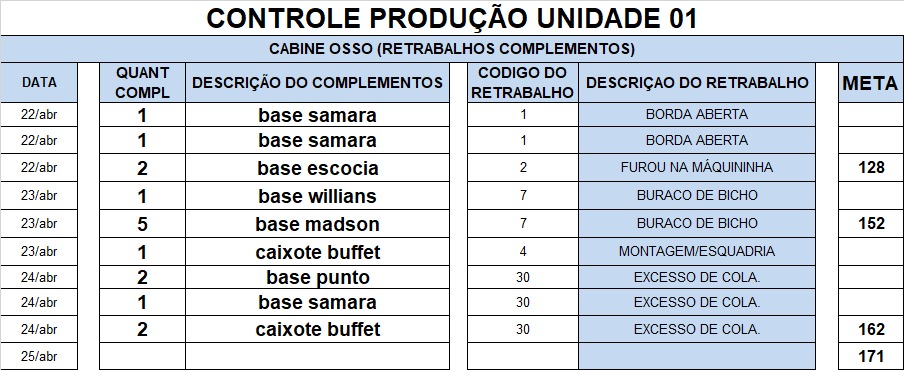 CONTROLE PRODUÇÃO UNIDADE 01
CABINE OSSO (RETRABALHOS COMPLEMENTOS)
DATA QUANT COMPL DESCRIÇÃO DO COMPLEMENTOS CODIGO DO RETRABALHO DESCRIÇAO DO RETRABALHO META
22/abr 1 base samara 1 BORDA ABERTA
22/abr 1 base samara 1 BORDA ABERTA
22/abr 2 base escocia 2 FUROU NA MÁQUININHA 128
23/abr 1 base willians 7 BURACO DE BICHO
23/abr 5 base madson 7 BURACO DE BICHO 152
23/abr 1 caixote buffet 4 MONTAGEM/ESQUADRIA
24/abr 2 base punto 30 EXCESSO DE COLA.
24/abr 1 base samara 30 EXCESSO DE COLA.
24/abr 2 caixote buffet 30 EXCESSO DE COLA. 162
25/abr 171